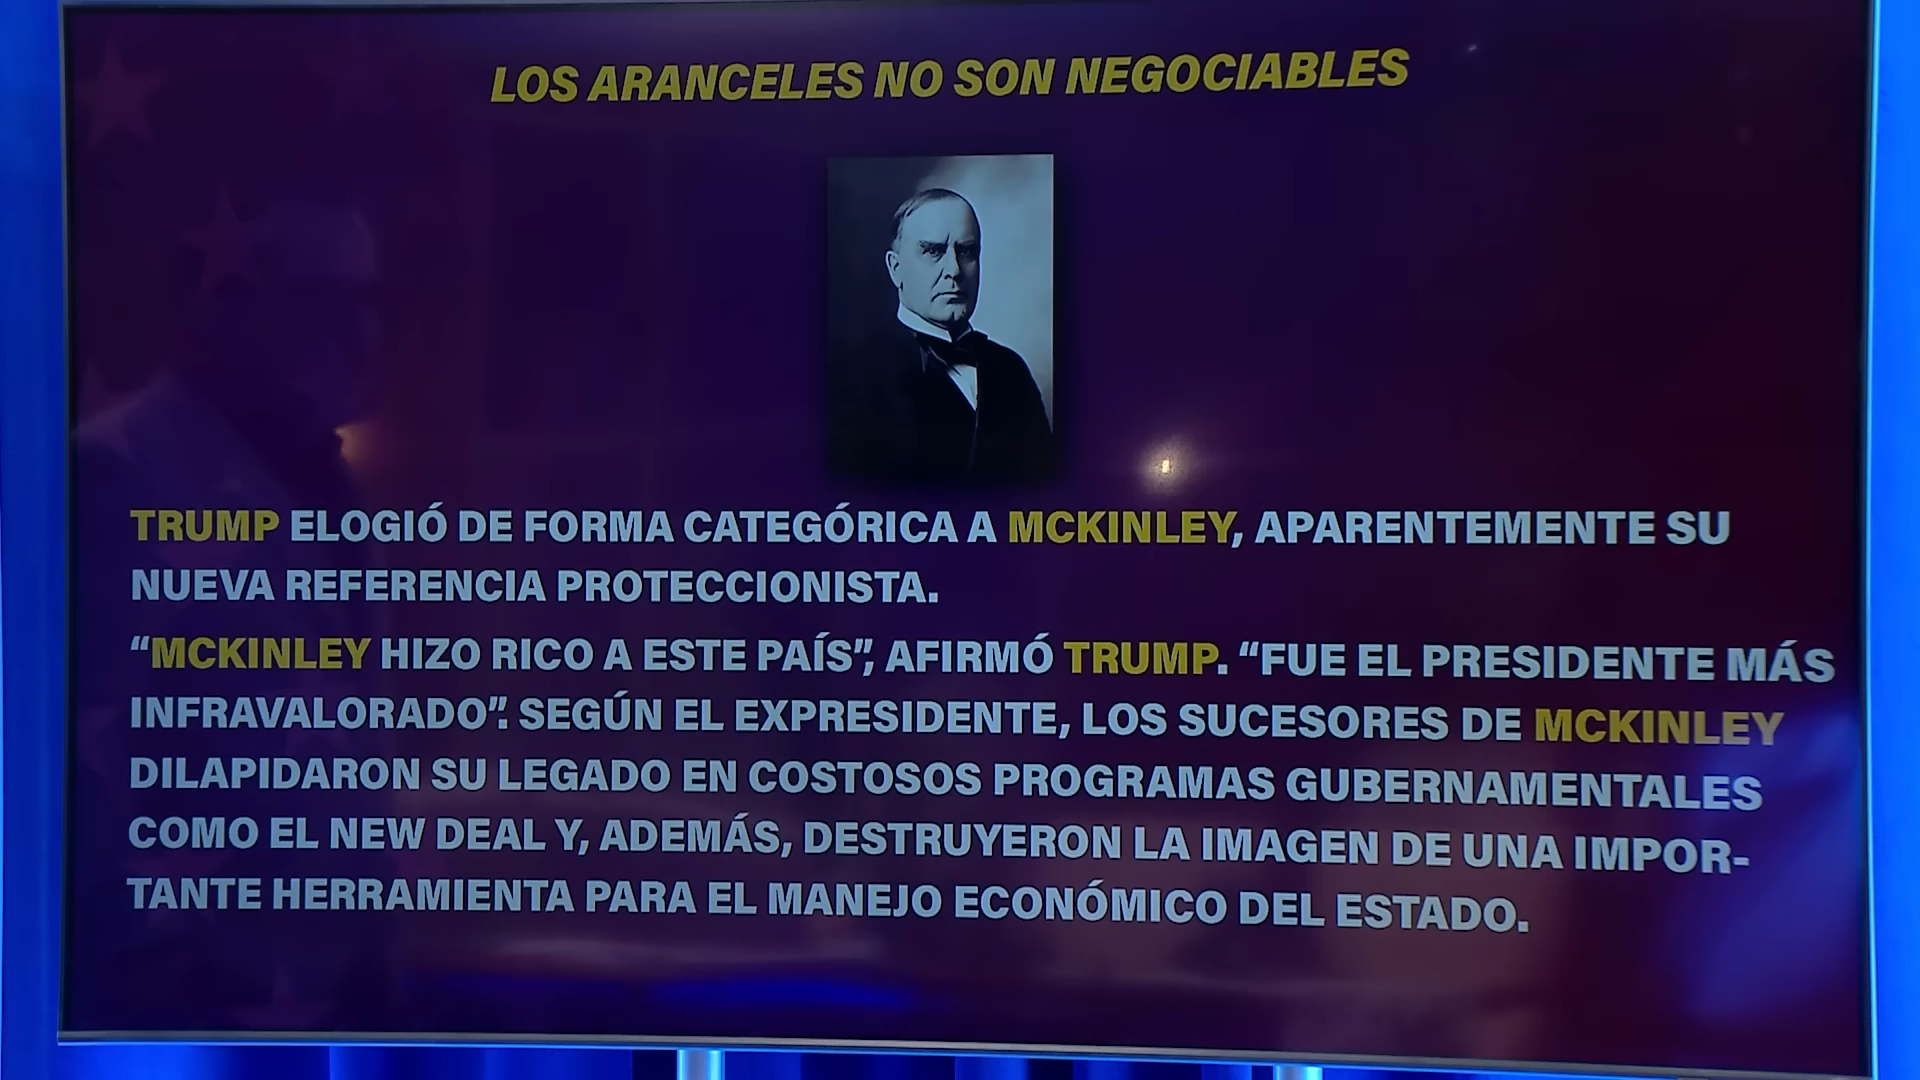 LOS ARANCELES NO SON NEGOCIABLES
TRUMP ELOGIÓ DE FORMA CATEGÓRICA A MCKINLEY, APARENTEMENTE SU
NUEVA REFERENCIA PROTECCIONISTA.
“MCKINLEY HIZO RICO A ESTE PAÍS”, AFIRMÓ TRUMP. “FUE EL PRESIDENTE MÁS
INFRAVALORADO”. SEGÚN EL EXPRESIDENTE, LOS SUCESORES DE MCKINLEY
DILAPIDARON SU LEGADO EN COSTOSOS PROGRAMAS GUBERNAMENTALES
COMO EL NEW DEAL Y, ADEMÁS, DESTRUYERON LA IMAGEN DE UNA IMPOR-
TANTE HERRAMIENTA PARA EL MANEJO ECONÓMICO DEL ESTADO.